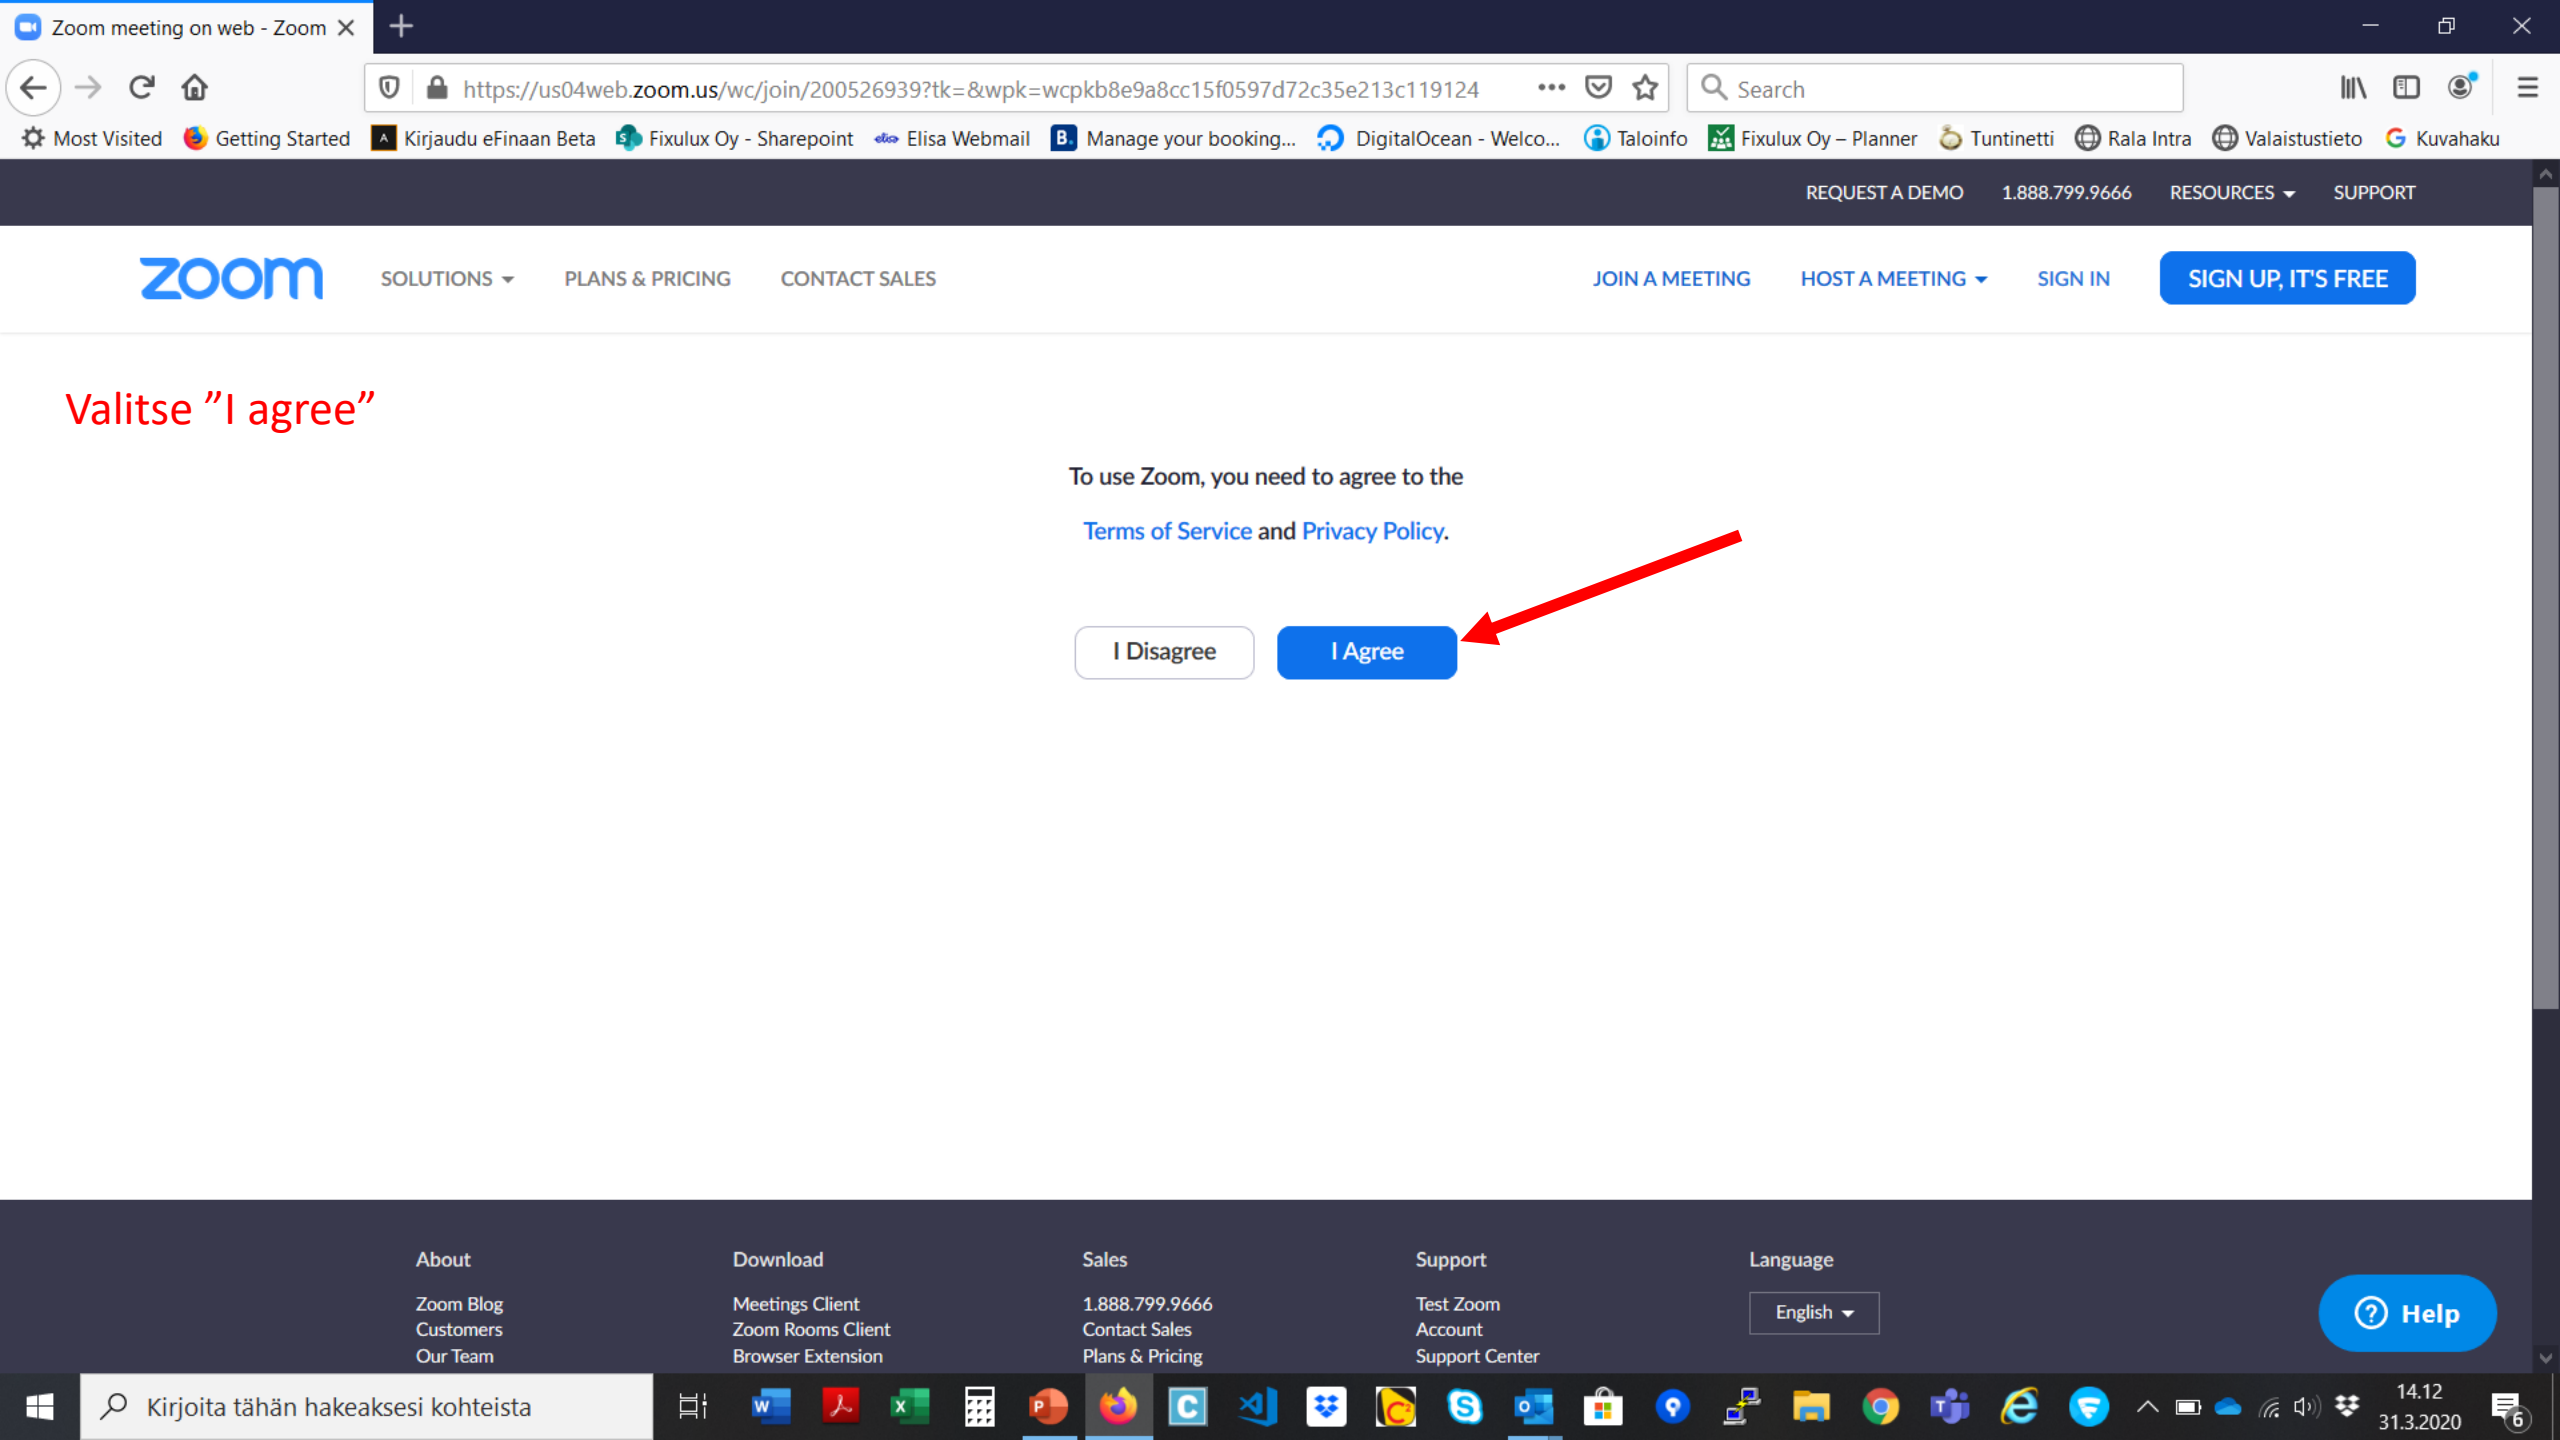 Zoom meeting on web - Zoom
https://us04web.zoom.us/wc/join/200526939?tk=&wpk=wcpkb8e9a8cc15f0597d72c35e213c119124
Search
Most Visited Getting Started Kirjaudu eFinaan Beta Fixulux Oy - Sharepoint elisa Elisa Webmail B. Manage your booking... DigitalOcean - Welco... Taloinfo Fixulux Oy – Planner Tuntinetti Rala Intra Valaistustieto Kuvahaku
REQUEST A DEMO 1.888.799.9666 RESOURCES SUPPORT
zoom SOLUTIONS PLANS & PRICING CONTACT SALES JOIN A MEETING HOST A MEETING SIGN IN SIGN UP, IT'S FREE
Valitse ”I agree”
To use Zoom, you need to agree to the
Terms of Service and Privacy Policy.
I Disagree I Agree
About Download Sales Support Language
Zoom Blog Meetings Client 1.888.799.9666 Test Zoom English
Customers Zoom Rooms Client Contact Sales Account
Our Team Browser Extension Plans & Pricing Support Center
Help
Kirjoita tähän hakeaksesi kohteista
14.12
31.3.2020
6